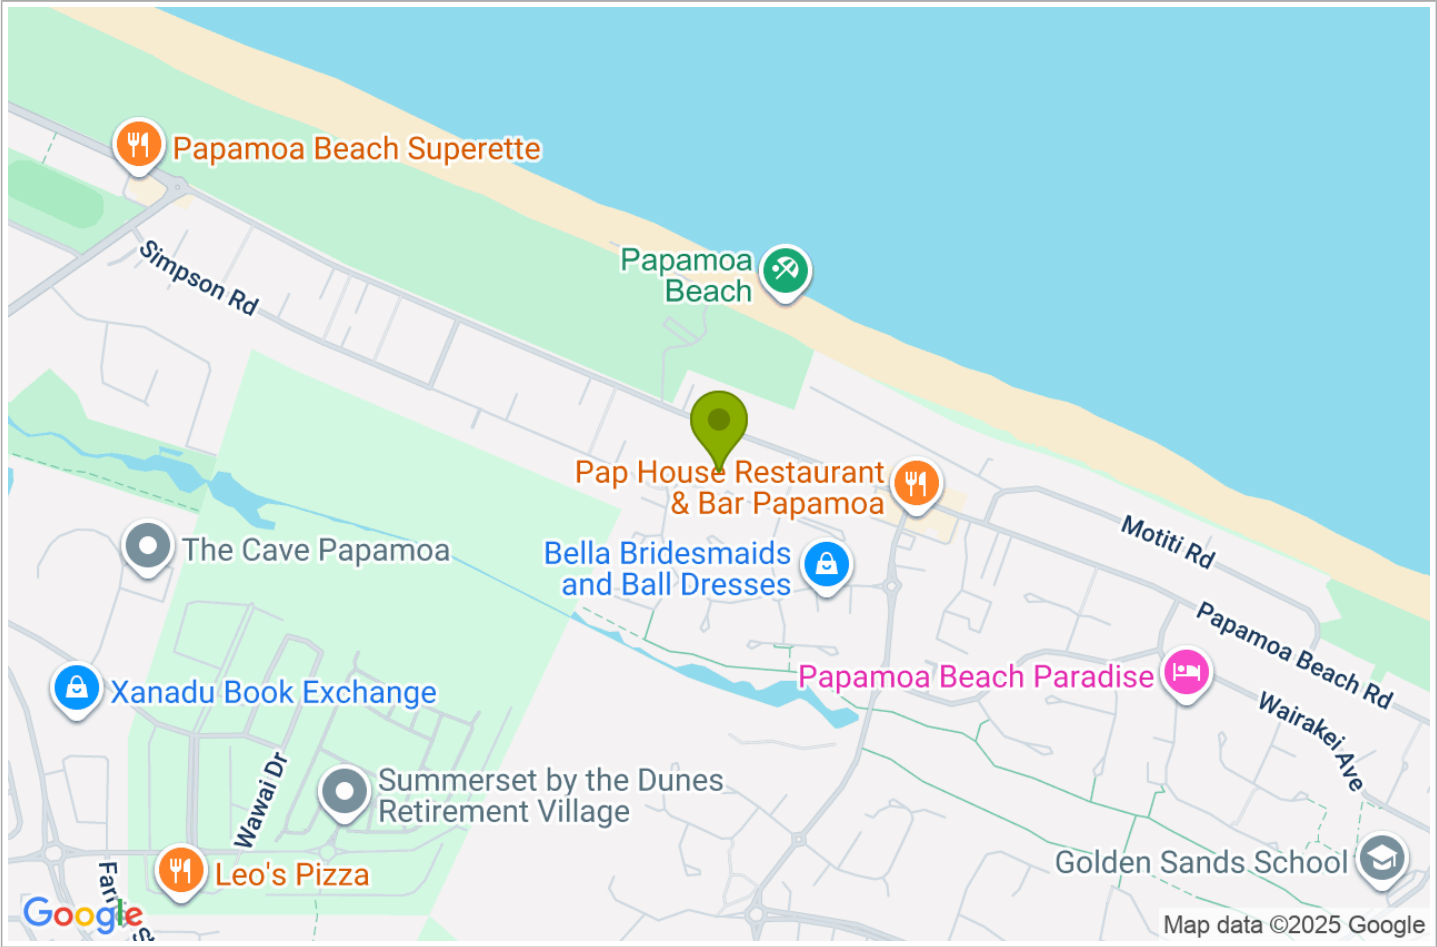 Papamoa Beach Superette
Simpson Rd
Papamoa
Beach
Pap House Restaurant
& Bar Papamoa
Motiti Rd
The Cave Papamoa
Bella Bridesmaids
and Ball Dresses
Papamoa Beach Rd
Papamoa Beach Paradise
Xanadu Book Exchange
Wairakei Ave
Wawai Dr
Summerset by the Dunes
Retirement Village
Golden Sands School
Leo's Pizza
Google
Map data ©2025 Google